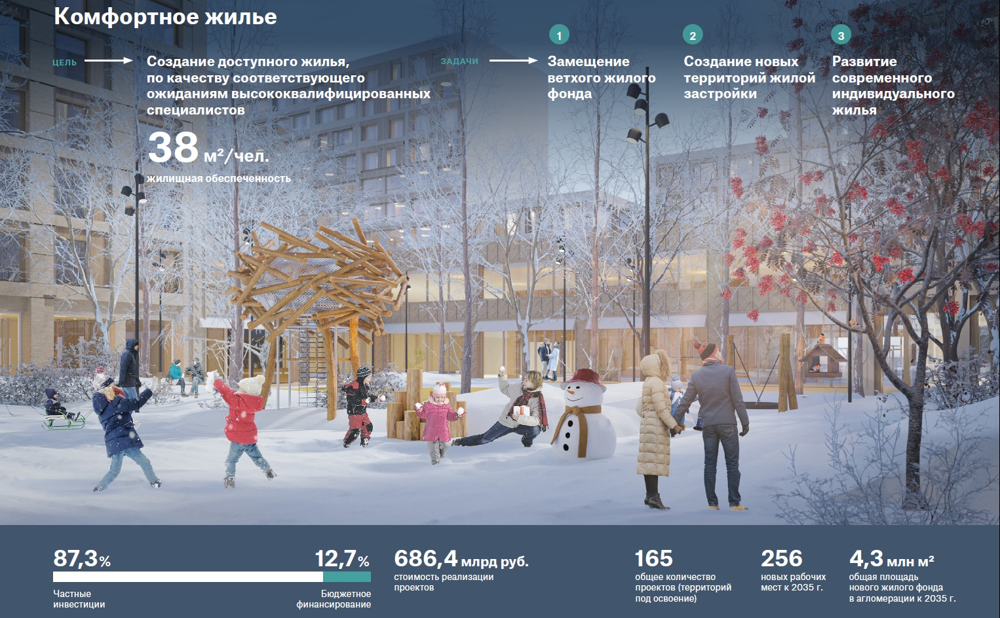 Комфортное жилье
ЦЕЛЬ
Создание доступного жилья,
по качеству соответствующего
ожиданиям высококвалифицированных
специалистов
38 м²/чел.
жилищная обеспеченность
ЗАДАЧИ
1
Замещение
ветхого жилого
фонда
2
Создание новых
территорий жилой
застройки
3
Развитие
современного
индивидуального
жилья
87,3%
Частные
инвестиции
12,7%
Бюджетное
финансирование
686,4 млрд руб.
стоимость реализации
проектов
165
общее количество
проектов (территорий
под освоение)
256
новых рабочих
мест к 2035 г.
4,3 млн м²
общая площадь
нового жилого фонда
в агломерации к 2035 г.